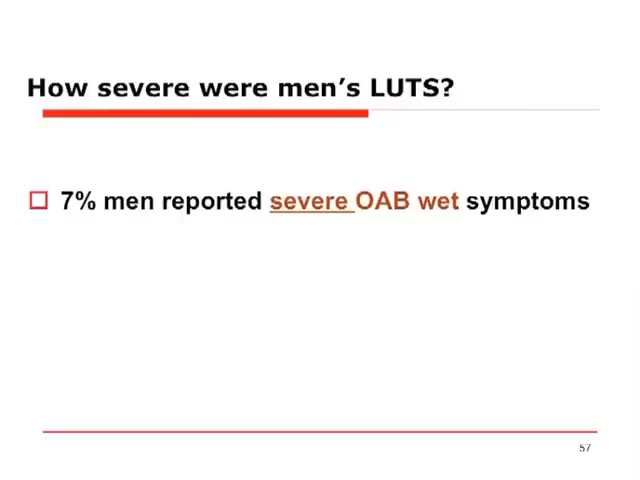 How severe were men’s LUTS?
7% men reported severe OAB wet symptoms
57